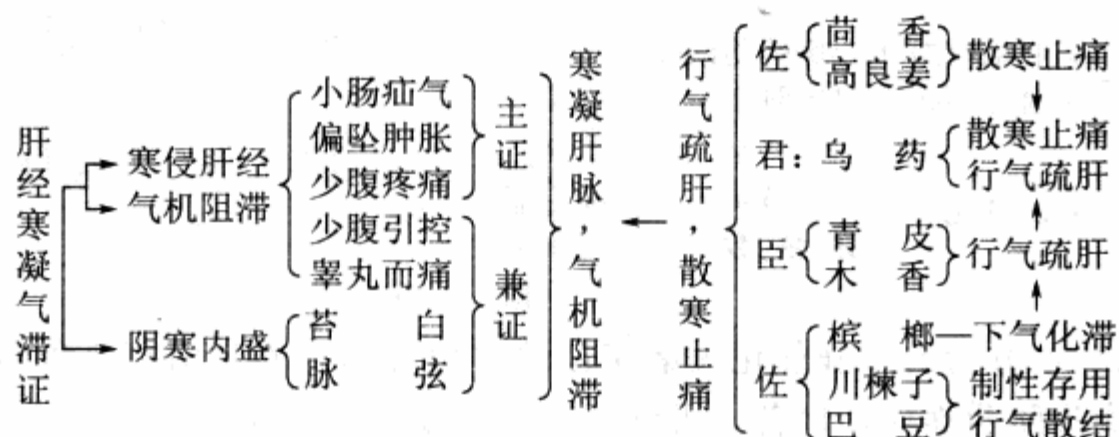 肝经寒凝气滞证
寒侵肝经
气机阻滞
阴寒内盛
小肠疝气
偏坠肿胀
少腹疼痛
少腹引控
睾丸而痛
苔 白
脉 弦
主证
兼证
寒凝肝脉，气机阻滞
行气疏肝，散寒止痛
佐 茴 香 散寒止痛
高良姜
君：乌 药 散寒止痛
行气疏肝
臣 青 皮 行气疏肝
木 香
佐 槟 榔—下气化滞
川楝子 制性存用
巴 豆 行气散结